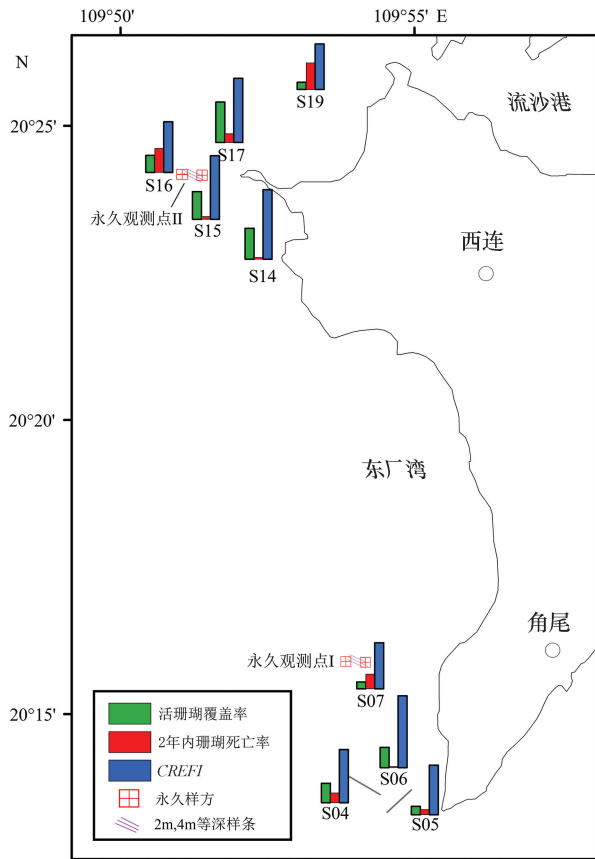 109°50'
109°55' E
N
S19
流沙港
20°25'
S17
S16
永久观测点II
S15
西连
S14
20°20'
东厂湾
角尾
永久观测点I
S07
20°15'
活珊瑚覆盖率
2年内珊瑚死亡率
CREFI
永久样方
2m,4m等深样条
S06
S04
S05